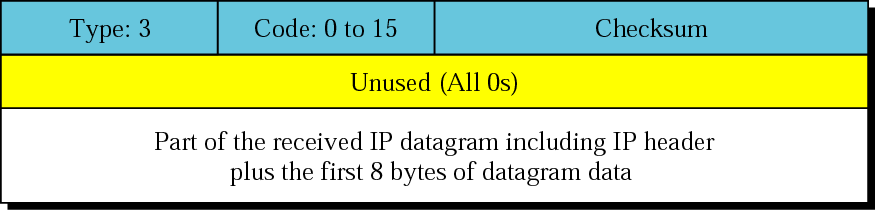 Type: 3 Code: 0 to 15 Checksum
Unused (All 0s)
Part of the received IP datagram including IP header
plus the first 8 bytes of datagram data